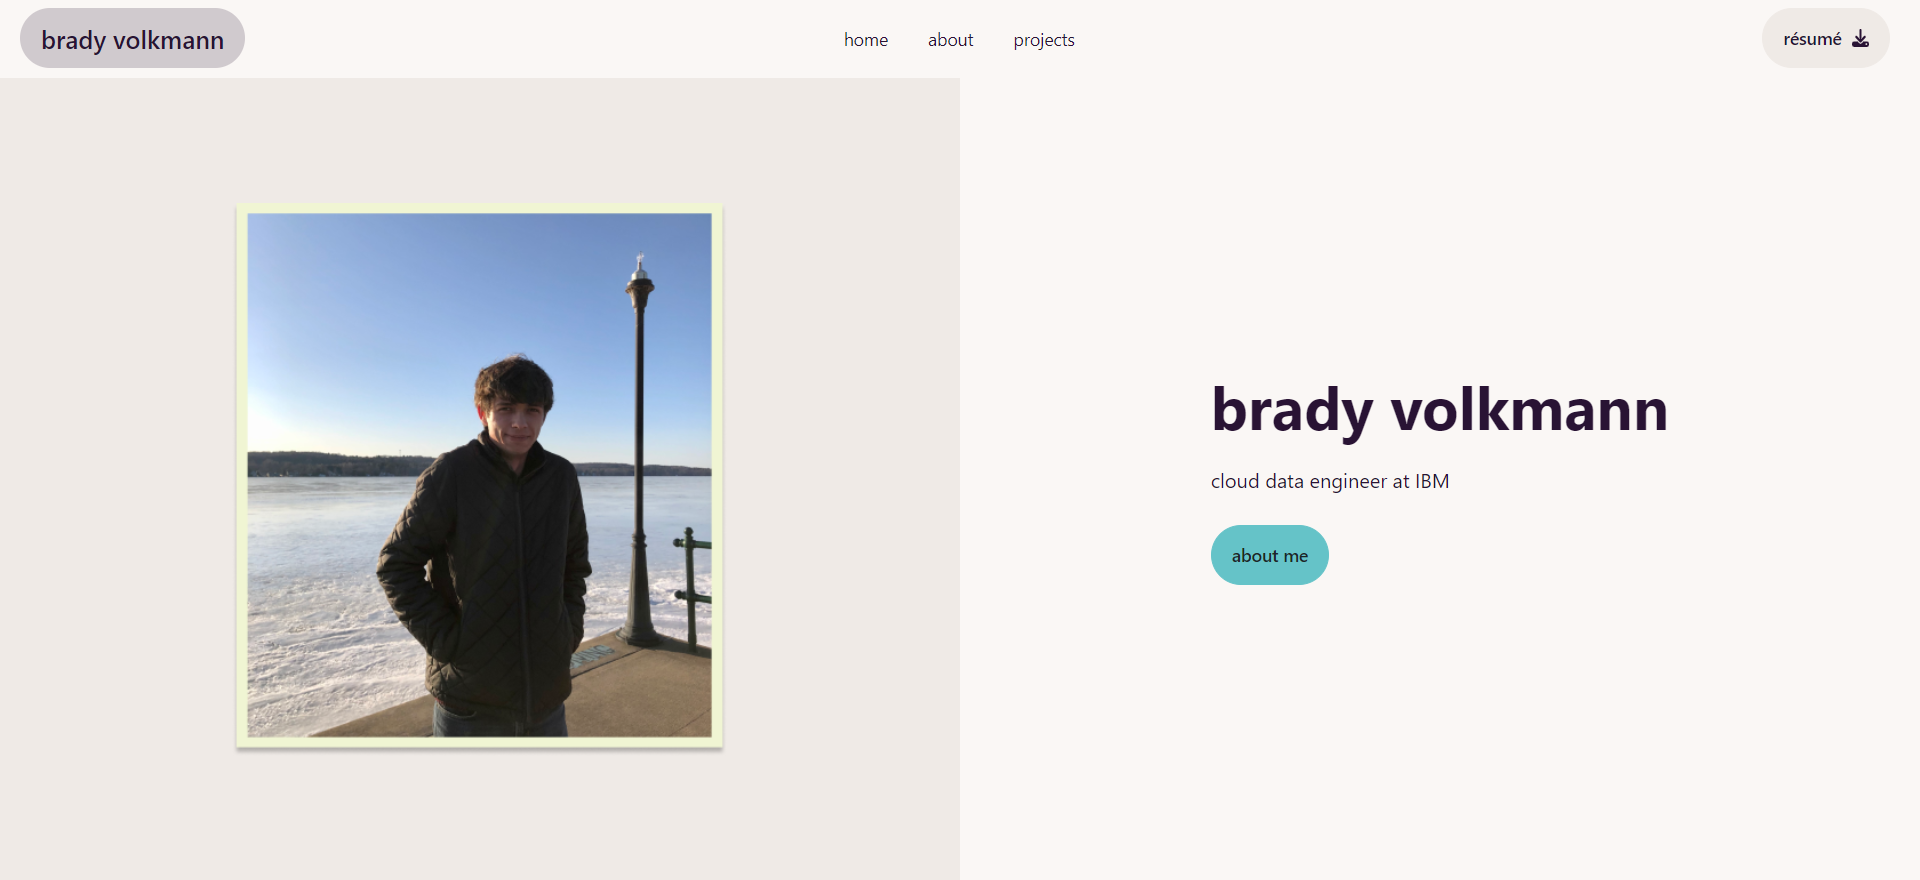 brady volkmann
home
about
projects
résumé
brady volkmann
cloud data engineer at IBM
about me